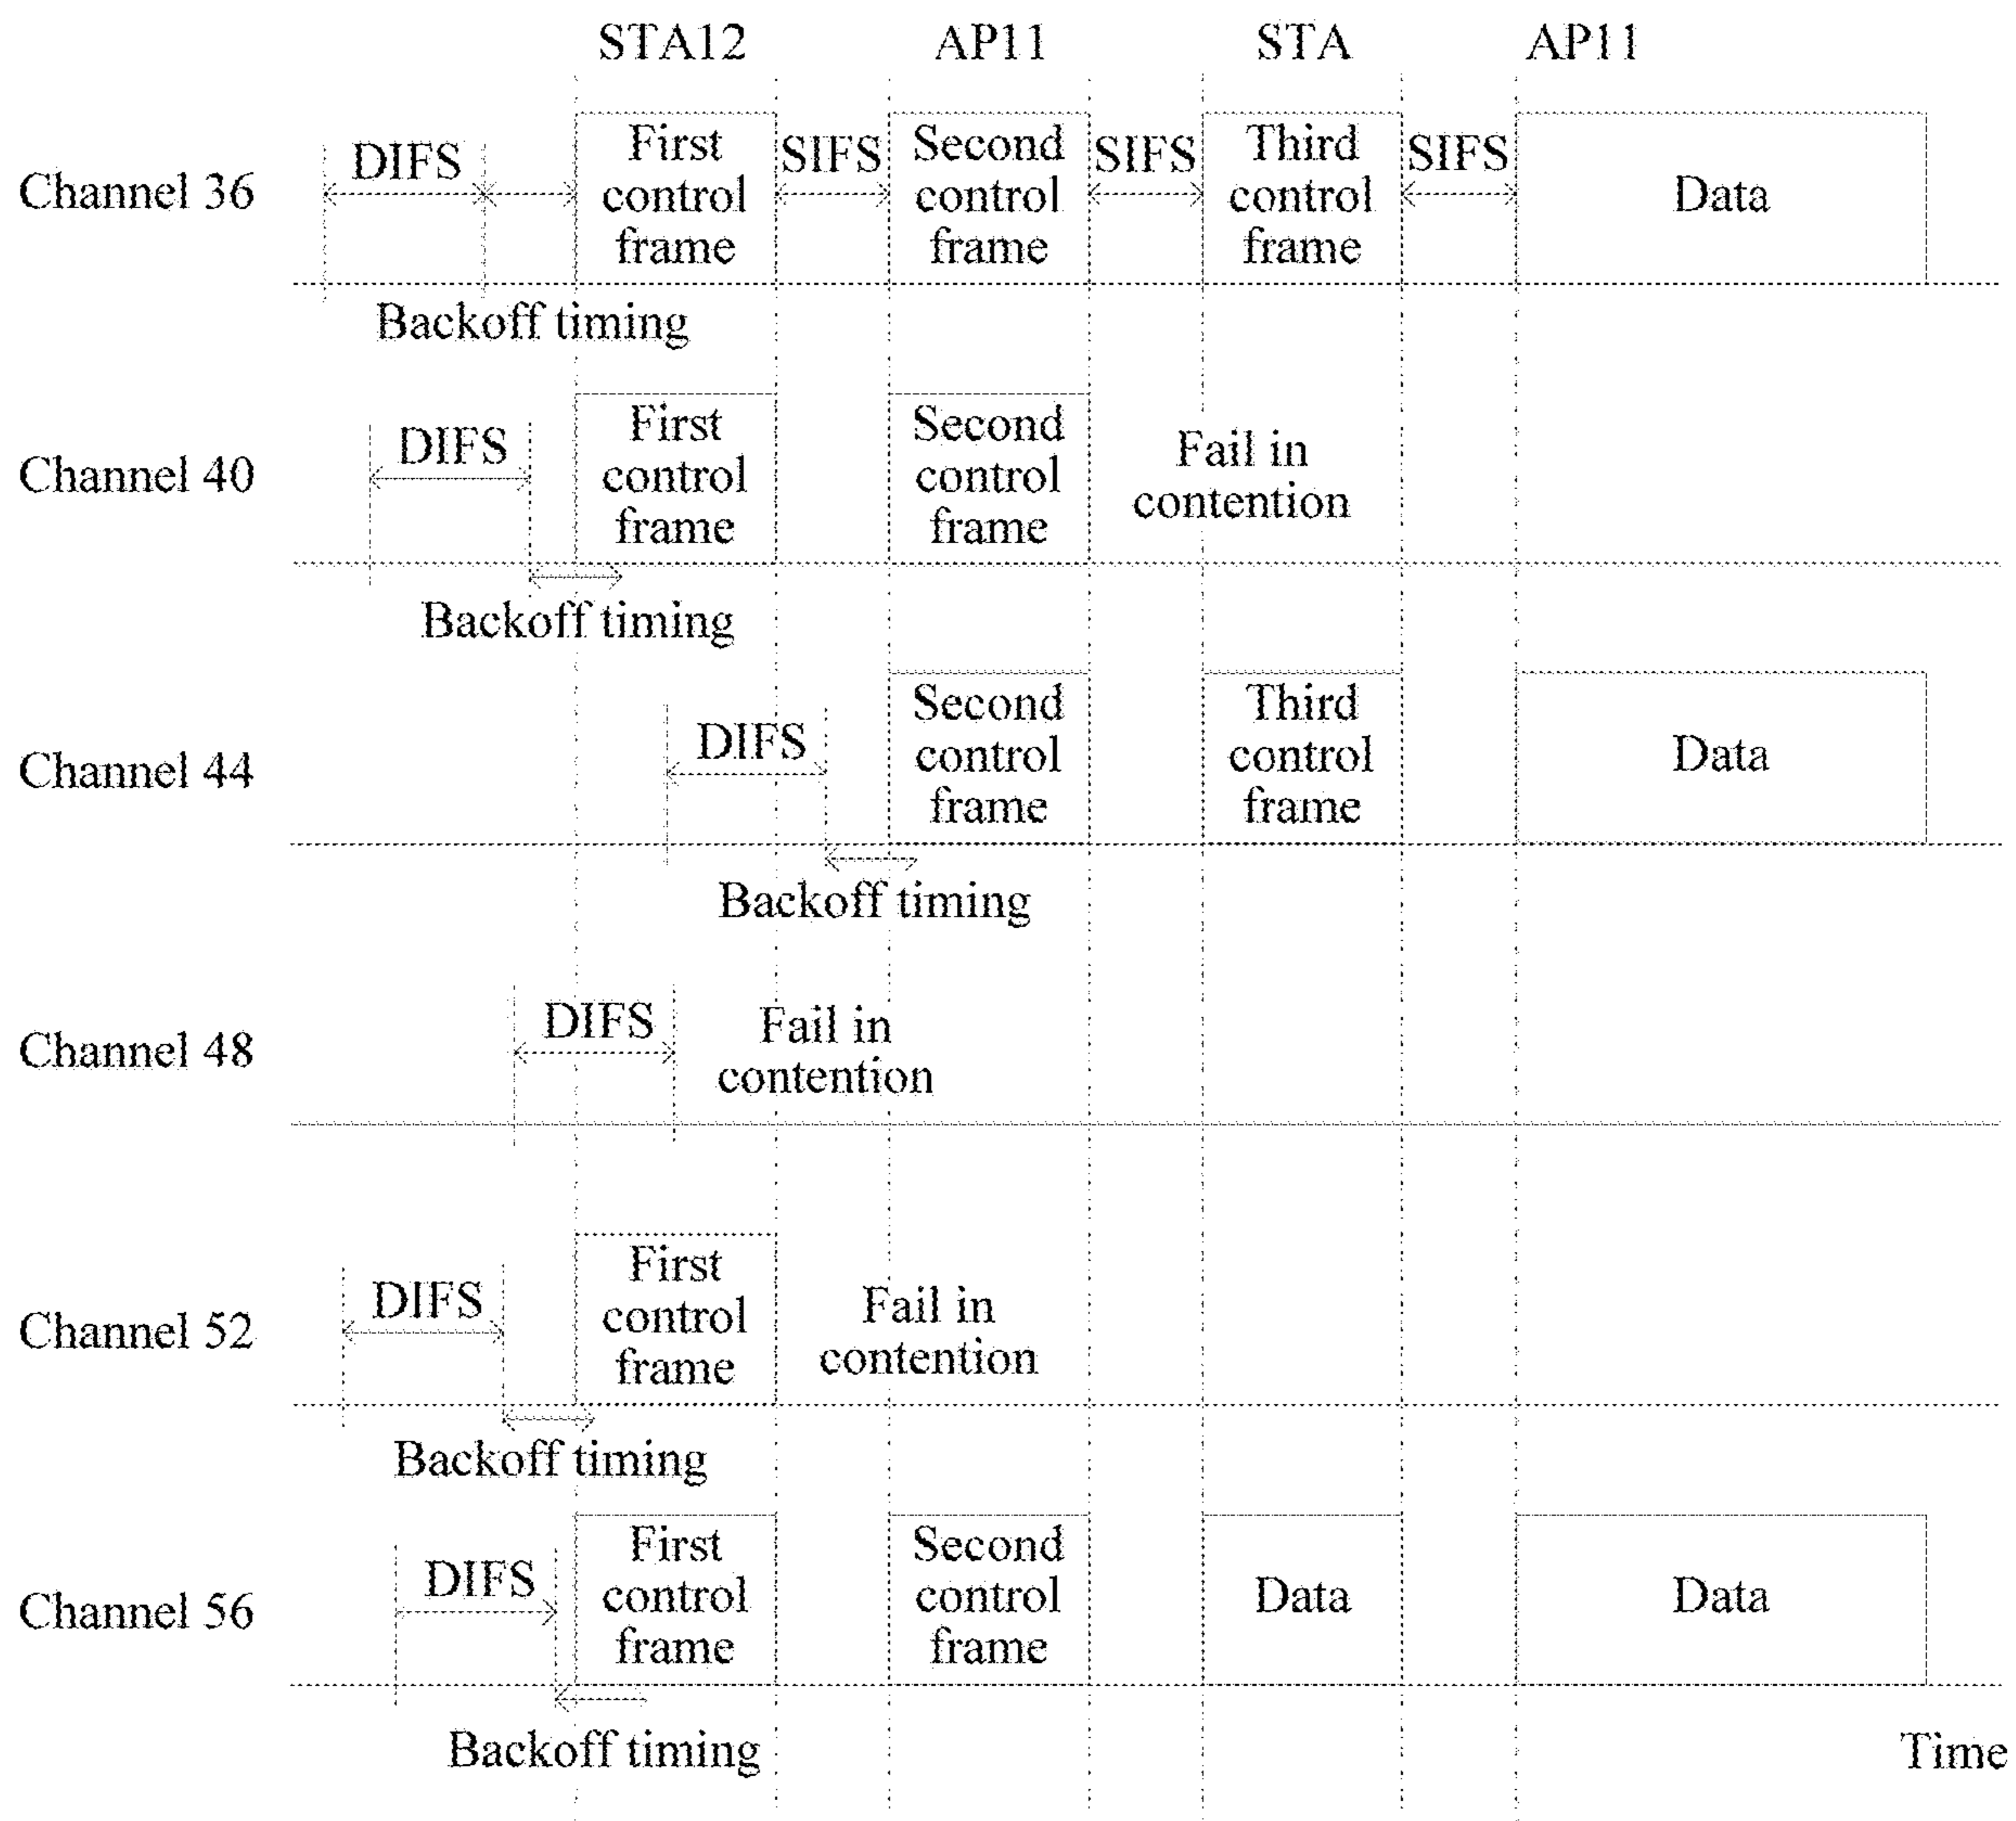 STA12 AP11 STA AP11
Channel 36 DIFS First control frame SIFS Second control frame SIFS Third control frame SIFS Data
Backoff timing
Channel 40 DIFS First control frame Second control frame Fail in contention
Backoff timing
Channel 44 DIFS Second control frame Third control frame Data
Backoff timing
Channel 48 DIFS Fail in contention
Channel 52 DIFS First control frame Fail in contention
Backoff timing
Channel 56 DIFS First control frame Second control frame Data Data
Backoff timing
Time